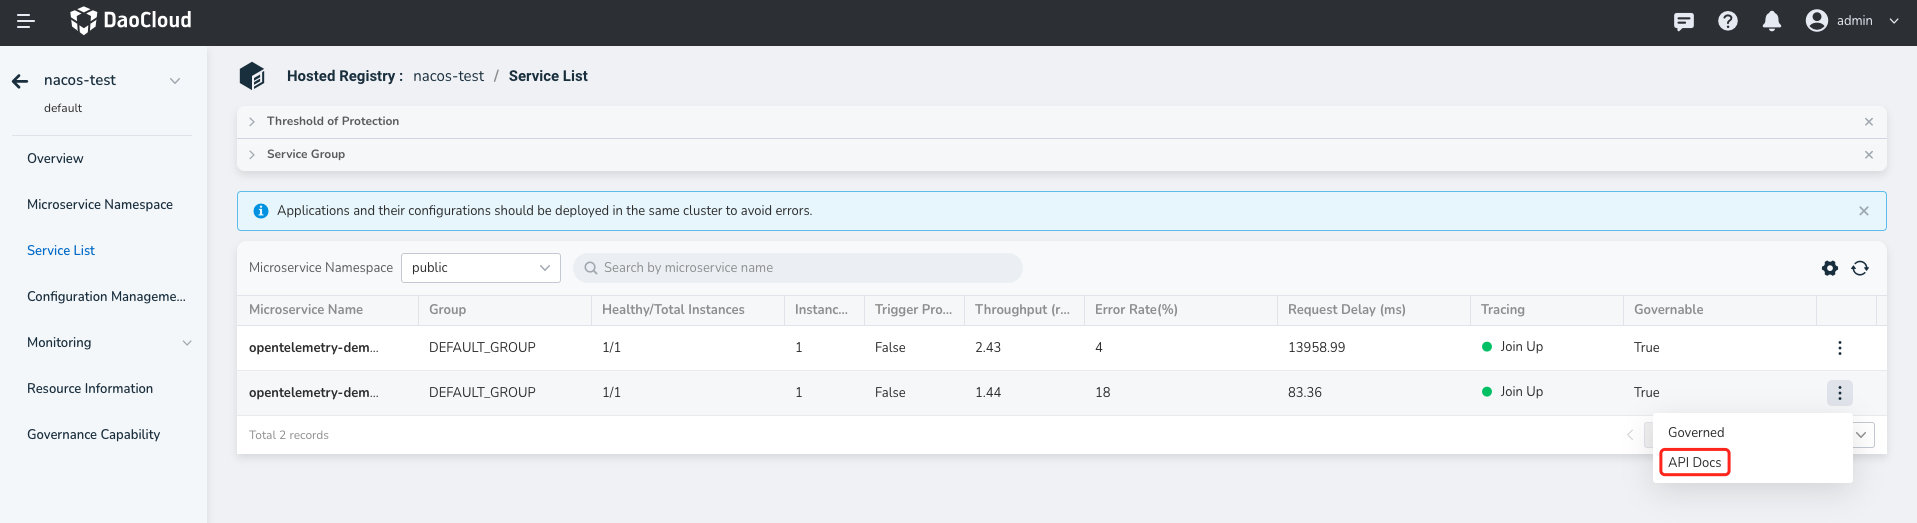 DaoCloud
admin
nacos-test
default
Overview
Microservice Namespace
Service List
Configuration Manageme...
Monitoring
Resource Information
Governance Capability
Hosted Registry : nacos-test / Service List
Threshold of Protection
Service Group
Applications and their configurations should be deployed in the same cluster to avoid errors.
Microservice Namespace public Search by microservice name
Microservice Name Group Healthy/Total Instances Instanc... Trigger Pro... Throughput (r... Error Rate(%) Request Delay (ms) Tracing Governable
opentelemetry-dem... DEFAULT_GROUP 1/1 1 False 2.43 4 13958.99 Join Up True
opentelemetry-dem... DEFAULT_GROUP 1/1 1 False 1.44 18 83.36 Join Up True
Total 2 records
Governed
API Docs